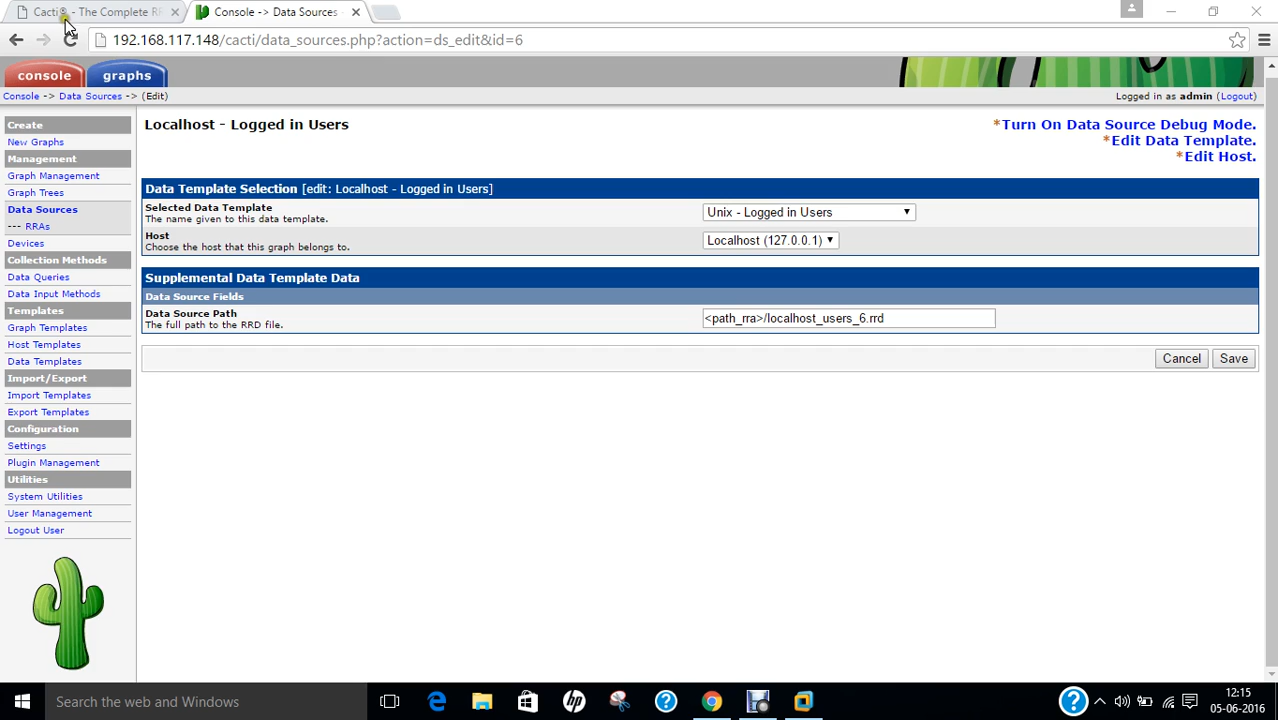 Cacti® - The Complete RR
Console -> Data Sources
192.168.117.148/cacti/data_sources.php?action=ds_edit&id=6
console
graphs
Console -> Data Sources -> (Edit)
Logged in as admin (Logout)
Create
New Graphs
Management
Graph Management
Graph Trees
Data Sources
--- RRAs
Devices
Collection Methods
Data Queries
Data Input Methods
Templates
Graph Templates
Host Templates
Data Templates
Import/Export
Import Templates
Export Templates
Configuration
Settings
Plugin Management
Utilities
System Utilities
User Management
Logout User
Localhost - Logged in Users
*Turn On Data Source Debug Mode.
*Edit Data Template.
*Edit Host.
Data Template Selection [edit: Localhost - Logged in Users]
Selected Data Template
The name given to this data template.
Unix - Logged in Users
Host
Choose the host that this graph belongs to.
Localhost (127.0.0.1)
Supplemental Data Template Data
Data Source Fields
Data Source Path
The full path to the RRD file.
<path_rra>/localhost_users_6.rrd
Cancel
Save
Search the web and Windows
12:15
05-06-2016